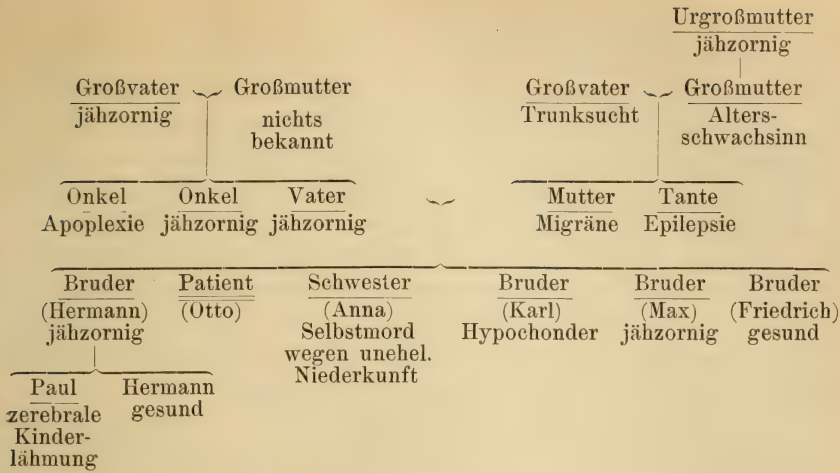 Urgroßmutter
jähzornig
Großvater Großmutter Großvater Großmutter
jähzornig nichts Trunksucht Alters-
bekannt schwachsinn
Onkel Onkel Vater Mutter Tante
Apoplexie jähzornig jähzornig Migräne Epilepsie
Bruder Patient Schwester Bruder Bruder Bruder
(Hermann) (Otto) (Anna) (Karl) (Max) (Friedrich)
jähzornig Selbstmord Hypochonder jähzornig gesund
wegen unehel.
Niederkunft
Paul Hermann
zerebrale gesund
Kinder-
lähmung